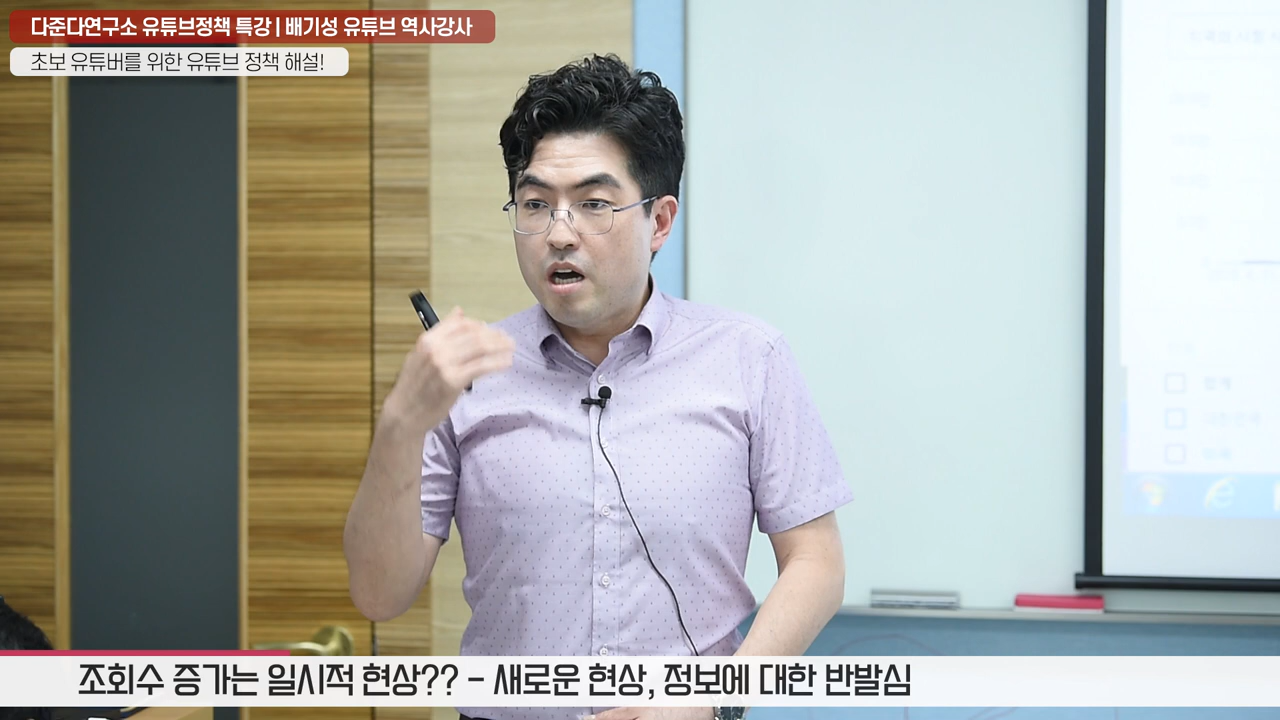 다준다연구소 유튜브정책 특강 | 배기성 유튜브 역사강사
초보 유튜버를 위한 유튜브 정책 해설!
조회수 증가는 일시적 현상?? - 새로운 현상, 정보에 대한 반발심